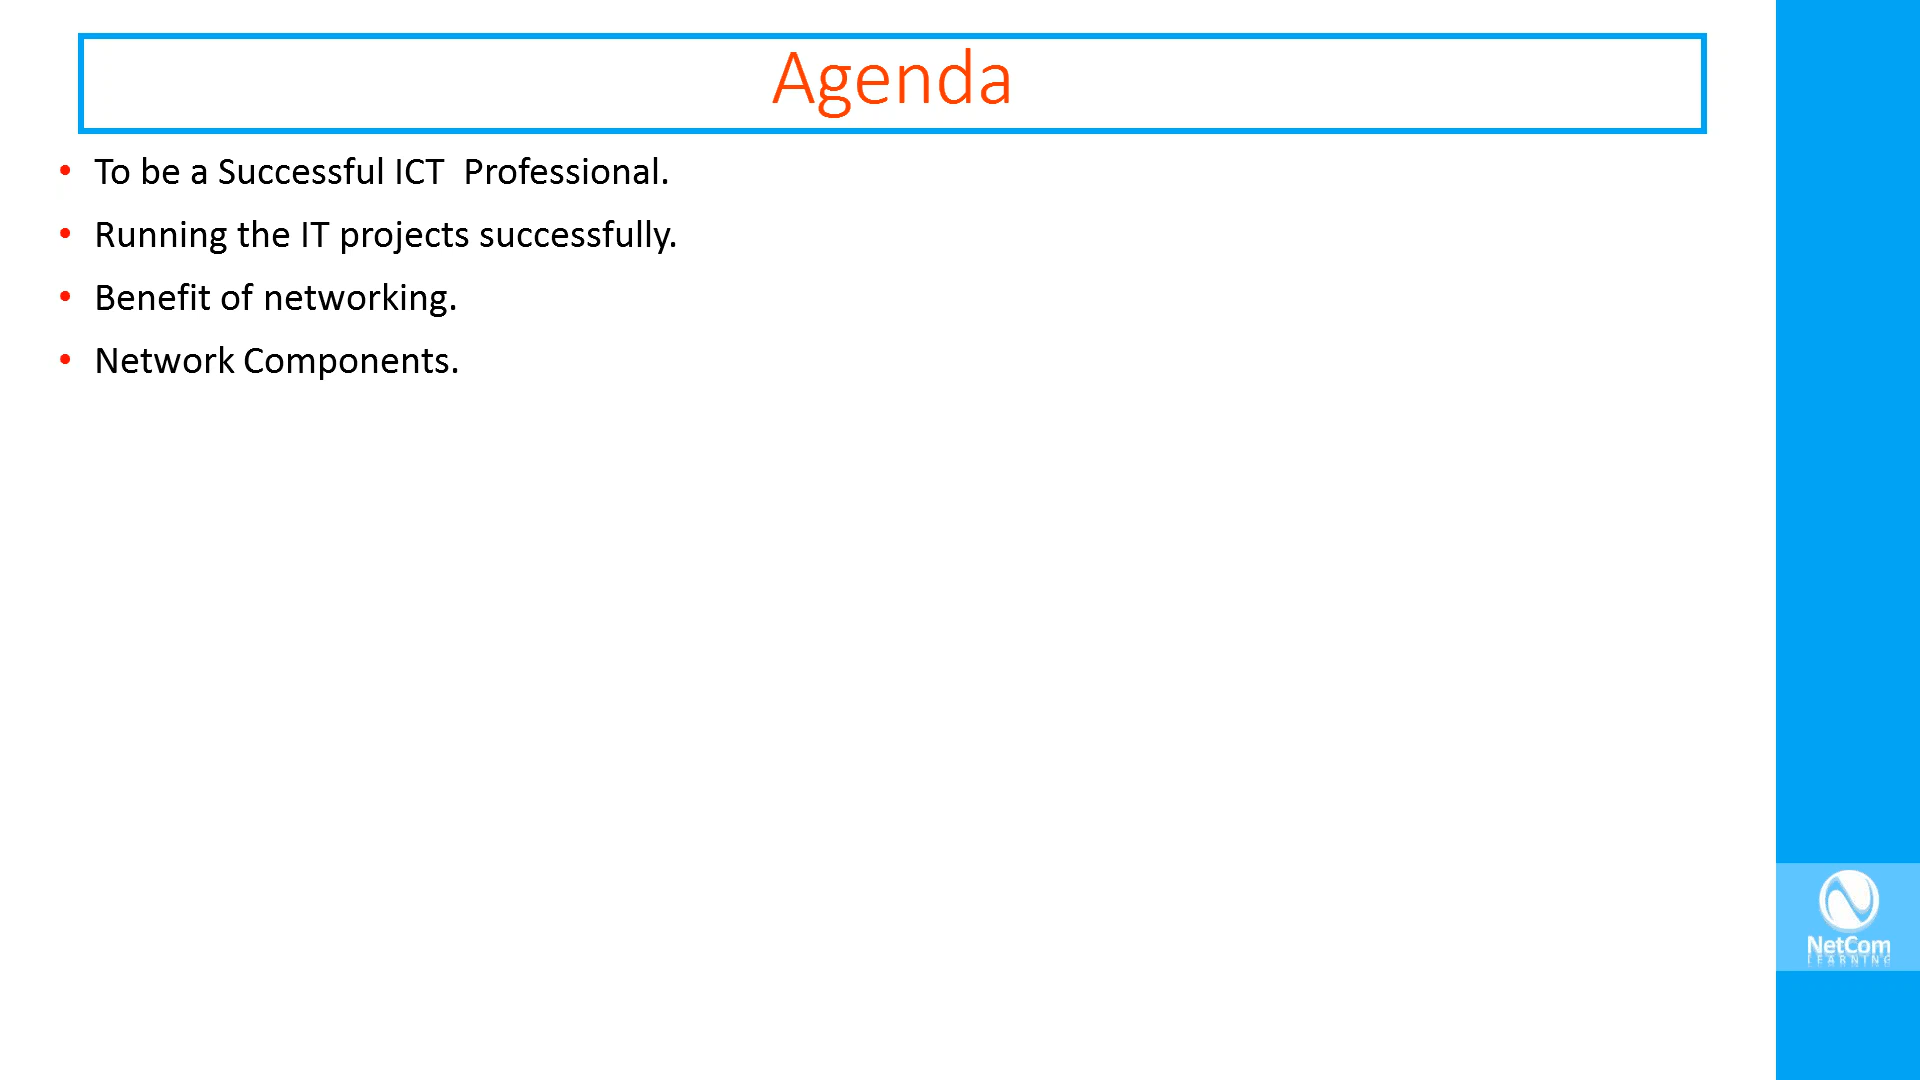 Agenda
• To be a Successful ICT  Professional.
• Running the IT projects successfully.
• Benefit of networking.
• Network Components.
NetCom
LEARNING